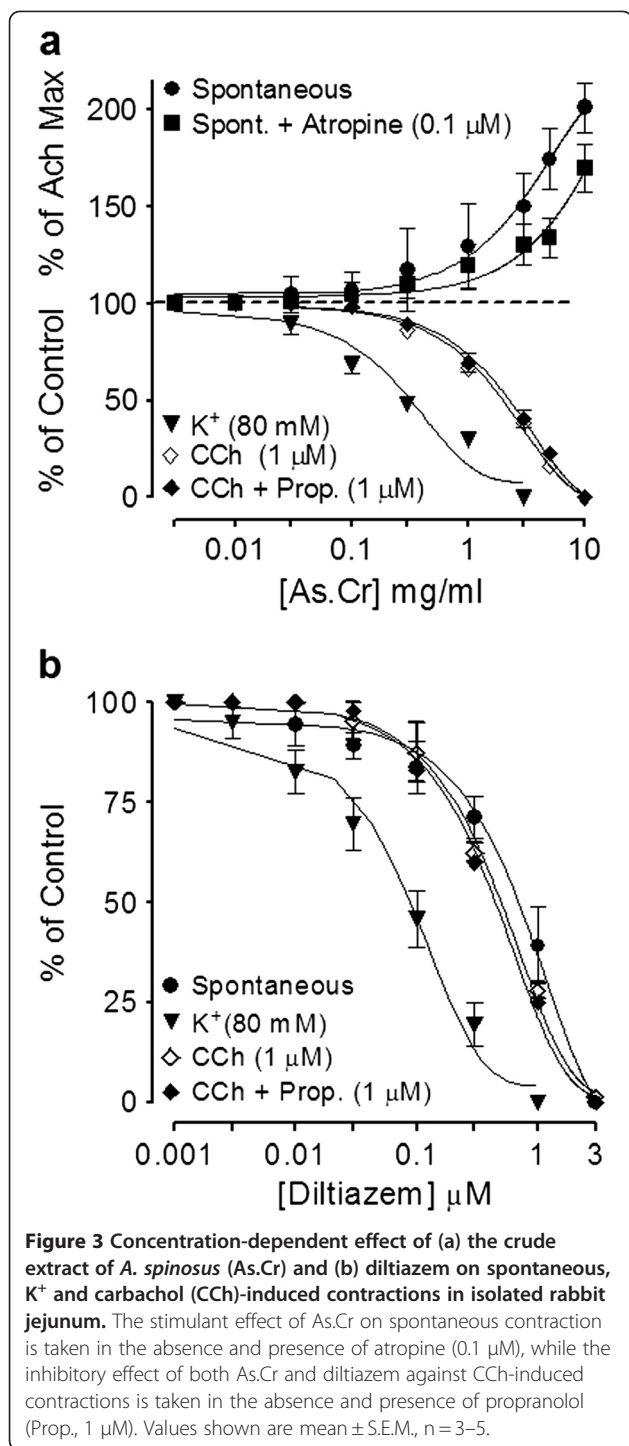 a
% of Ach Max
% of Control
200
150
100
50
0
Spontaneous
Spont. + Atropine (0.1 µM)
K+ (80 mM)
CCh (1 µM)
CCh + Prop. (1 µM)
0.01 0.1 1 10
[As.Cr] mg/ml
b
% of Control
100
75
50
25
0
Spontaneous
K+ (80 mM)
CCh (1 µM)
CCh + Prop. (1 µM)
0.001 0.01 0.1 1 3
[Diltiazem] µM
Figure 3 Concentration-dependent effect of (a) the crude
extract of A. spinosus (As.Cr) and (b) diltiazem on spontaneous,
K+ and carbachol (CCh)-induced contractions in isolated rabbit
jejunum. The stimulant effect of As.Cr on spontaneous contraction
is taken in the absence and presence of atropine (0.1 µM), while the
inhibitory effect of both As.Cr and diltiazem against CCh-induced
contractions is taken in the absence and presence of propranolol
(Prop., 1 µM). Values shown are mean ± S.E.M., n = 3–5.